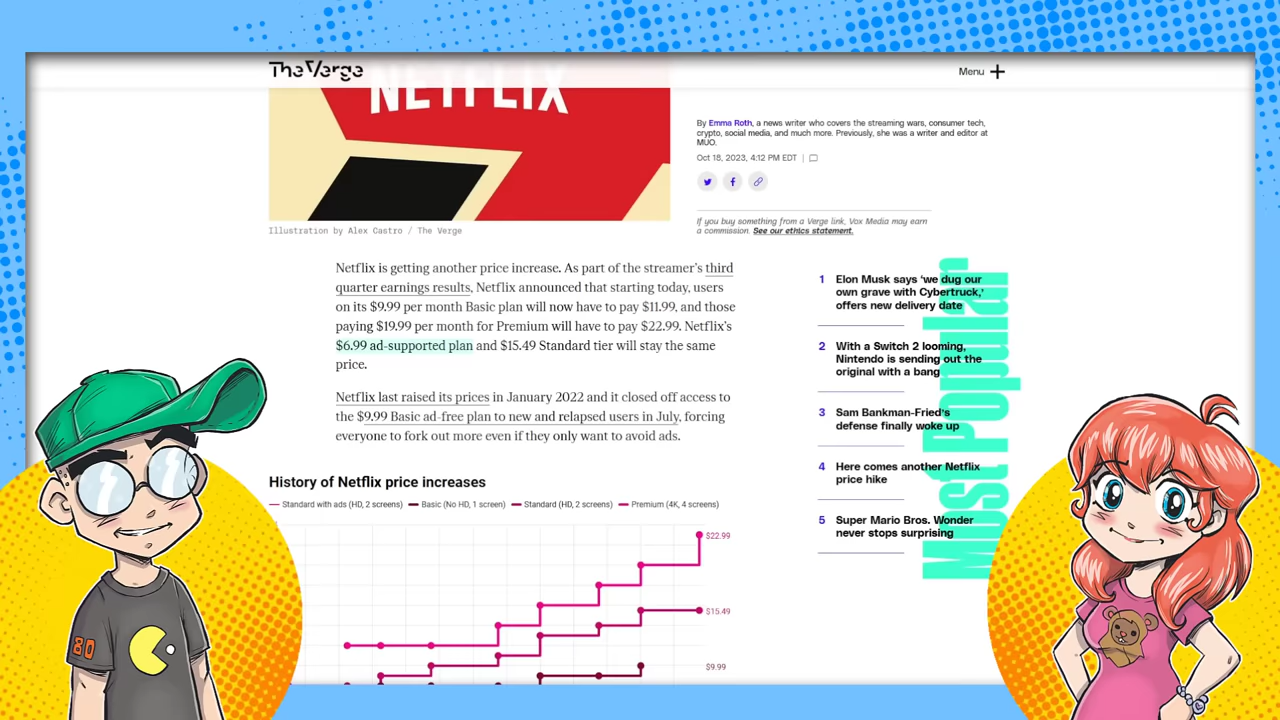 The Verge
Menu
NETFLIX
By Emma Roth, a news writer who covers the streaming wars, consumer tech,
crypto, social media, and much more. Previously, she was a writer and editor at
MUO.
Oct 18, 2023, 4:12 PM EDT |
If you buy something from a Verge link, Vox Media may earn
a commission. See our ethics statement.
Illustration by Alex Castro / The Verge
Netflix is getting another price increase. As part of the streamer's third
quarter earnings results, Netflix announced that starting today, users
on its $9.99 per month Basic plan will now have to pay $11.99, and those
paying $19.99 per month for Premium will have to pay $22.99. Netflix's
$6.99 ad-supported plan and $15.49 Standard tier will stay the same
price.
Netflix last raised its prices in January 2022 and it closed off access to
the $9.99 Basic ad-free plan to new and relapsed users in July, forcing
everyone to fork out more even if they only want to avoid ads.
History of Netflix price increases
Standard with ads (HD, 2 screens) Basic (No HD, 1 screen) Standard (HD, 2 screens) Premium (4K, 4 screens)
$22.99
$15.49
$9.99
Most Popular
1 Elon Musk says 'we dug our
own grave with Cybertruck,'
offers new delivery date
2 With a Switch 2 looming,
Nintendo is sending out the
original with a bang
3 Sam Bankman-Fried's
defense finally woke up
4 Here comes another Netflix
price hike
5 Super Mario Bros. Wonder
never stops surprising
80